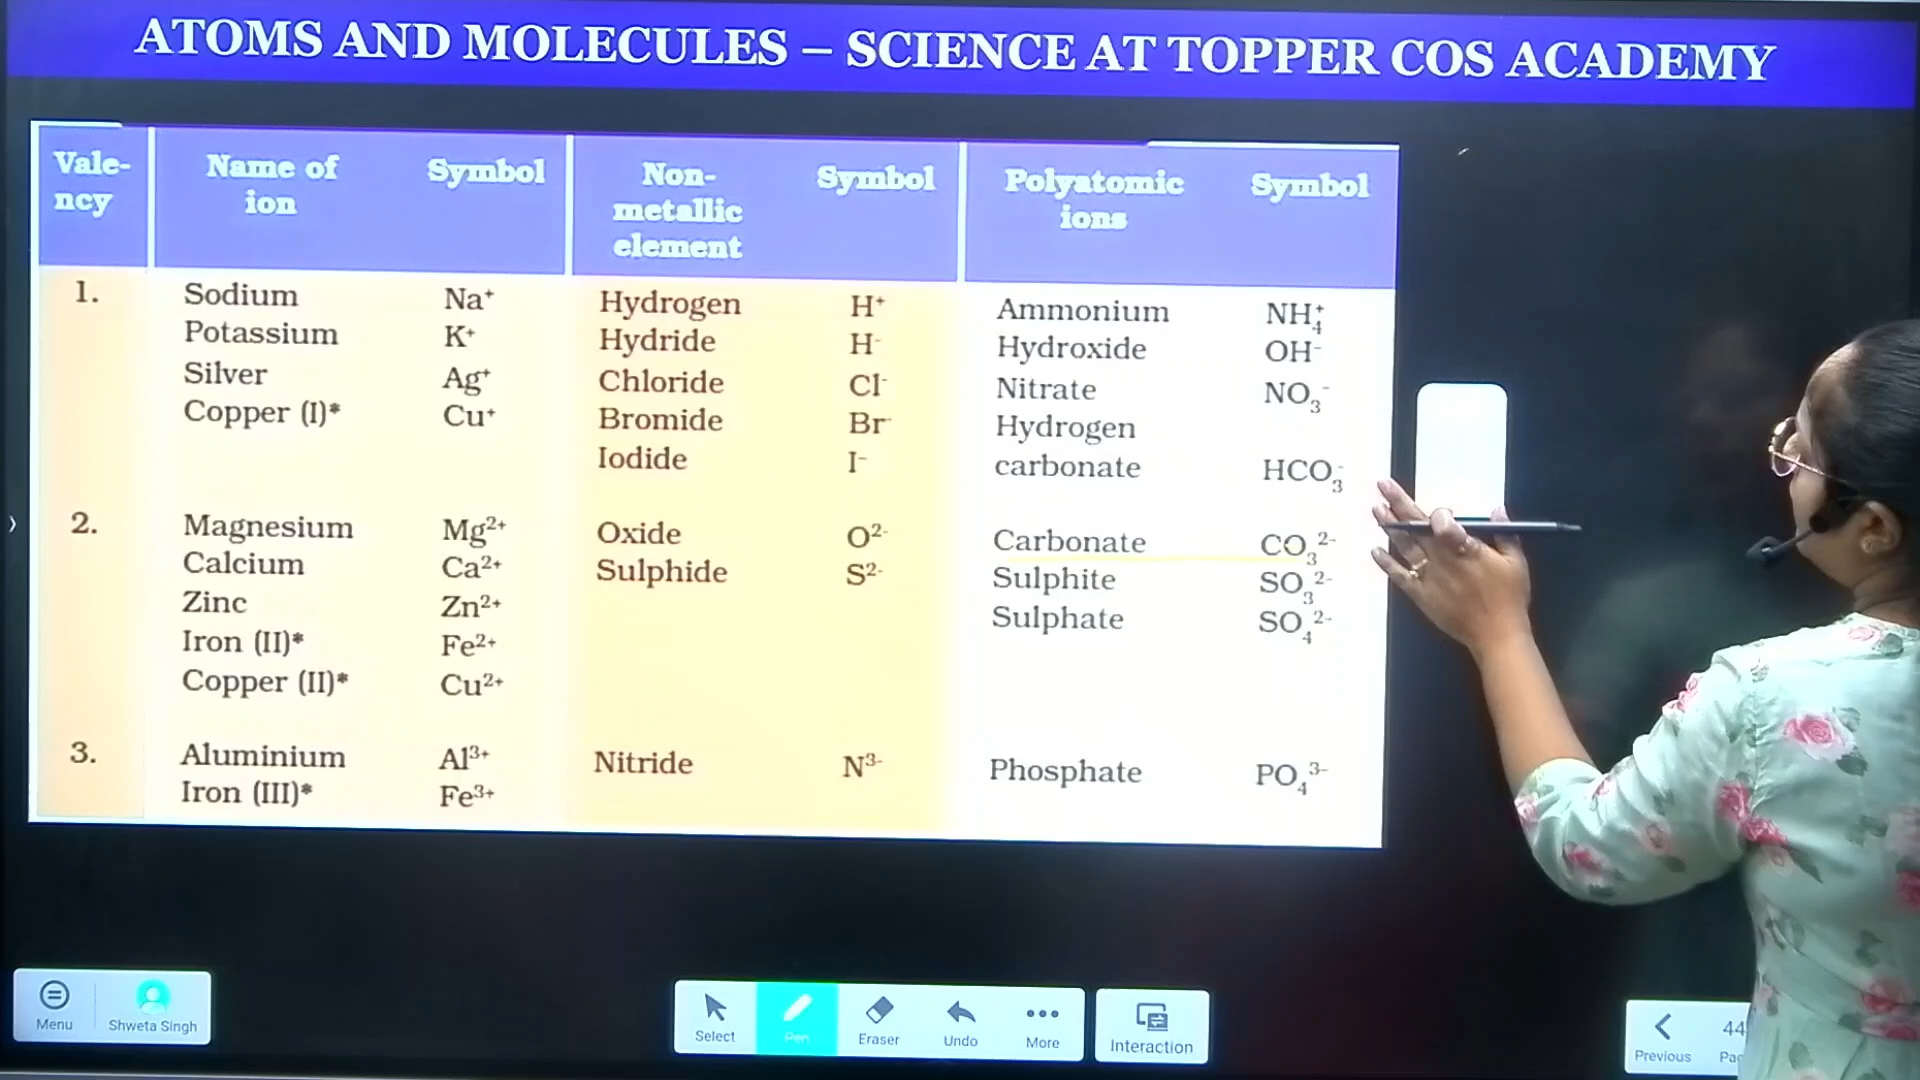 ATOMS AND MOLECULES – SCIENCE AT TOPPER COS ACADEMY
Vale-ncy Name of ion Symbol Non-metallic element Symbol Polyatomic ions Symbol
1. Sodium Na⁺ Hydrogen H⁺ Ammonium NH₄⁺
Potassium K⁺ Hydride H⁻ Hydroxide OH⁻
Silver Ag⁺ Chloride Cl⁻ Nitrate NO₃⁻
Copper (I)* Cu⁺ Bromide Br⁻ Hydrogen
Iodide I⁻ carbonate HCO₃⁻
2. Magnesium Mg²⁺ Oxide O²⁻ Carbonate CO₃²⁻
Calcium Ca²⁺ Sulphide S²⁻ Sulphite SO₃²⁻
Zinc Zn²⁺ Sulphate SO₄²⁻
Iron (II)* Fe²⁺
Copper (II)* Cu²⁺
3. Aluminium Al³⁺ Nitride N³⁻ Phosphate PO₄³⁻
Iron (III)* Fe³⁺
Menu Shweta Singh Select Pen Eraser Undo More Interaction Previous 44